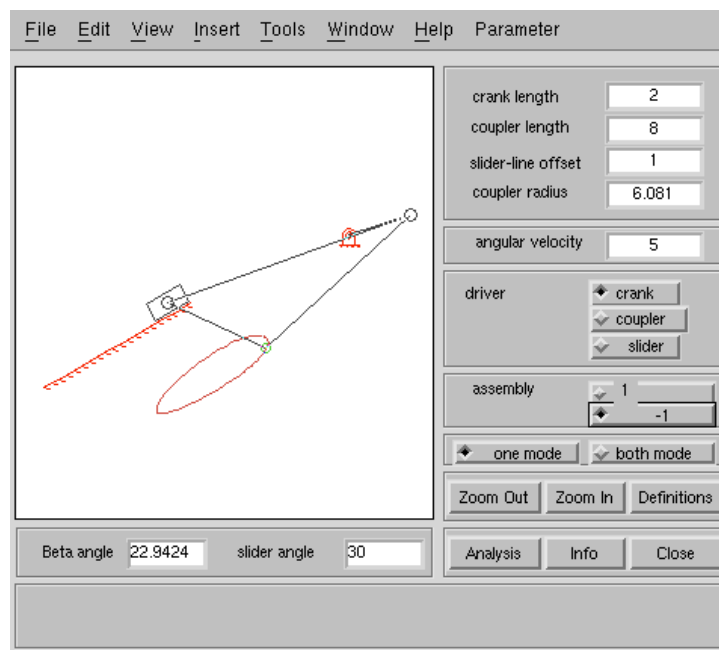 File Edit View Insert Tools Window Help Parameter
crank length 2
coupler length 8
slider-line offset 1
coupler radius 6.081
angular velocity 5
driver crank
coupler
slider
assembly 1
-1
one mode both mode
Zoom Out Zoom In Definitions
Beta angle 22.9424 slider angle 30
Analysis Info Close